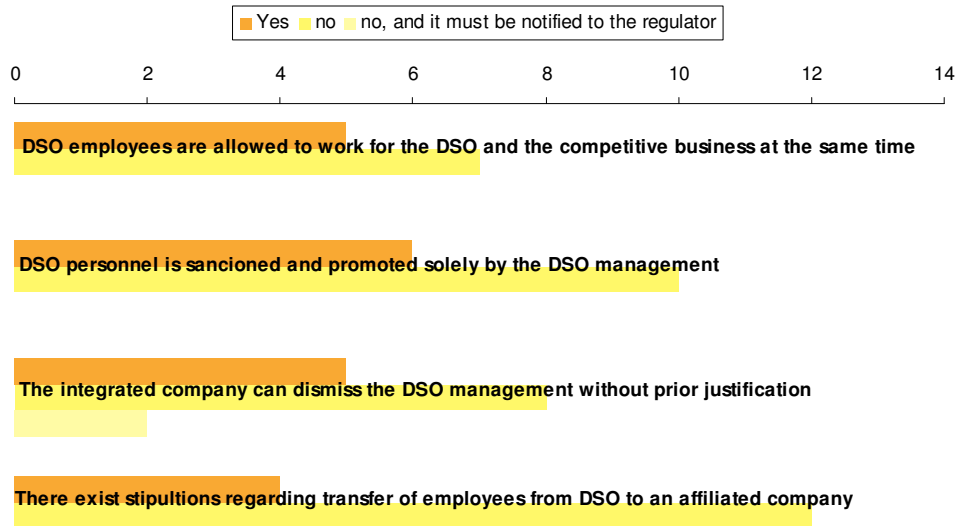 Yes no no, and it must be notified to the regulator
0 2 4 6 8 10 12 14
DSO employees are allowed to work for the DSO and the competitive business at the same time
DSO personnel is sancioned and promoted solely by the DSO management
The integrated company can dismiss the DSO management without prior justification
There exist stipultions regarding transfer of employees from DSO to an affiliated company